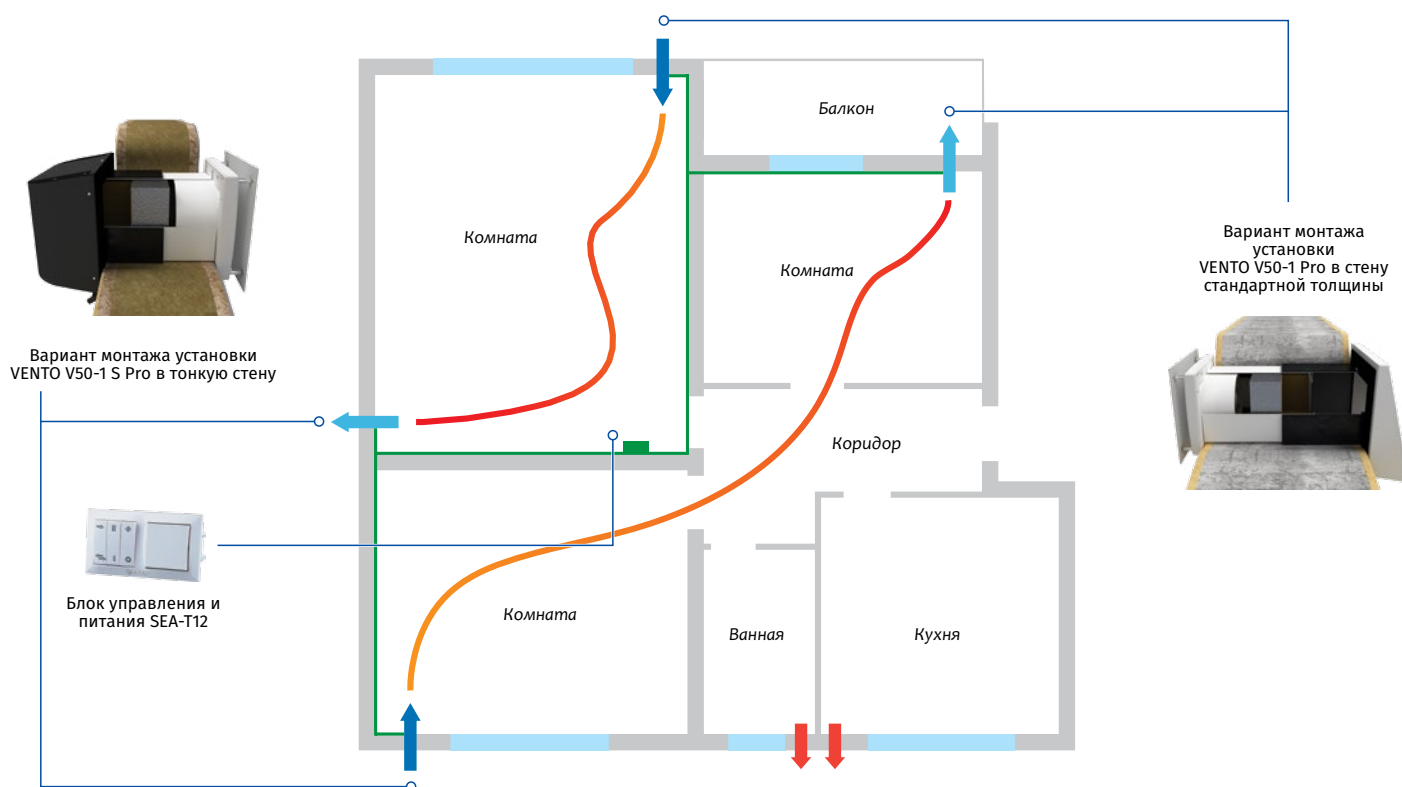 Балкон
Комната
Комната
Вариант монтажа
установки
VENTO V50-1 Pro в стену
стандартной толщины
Вариант монтажа установки
VENTO V50-1 S Pro в тонкую стену
Коридор
Блок управления и
питания SEA-T12
Комната
Ванная
Кухня